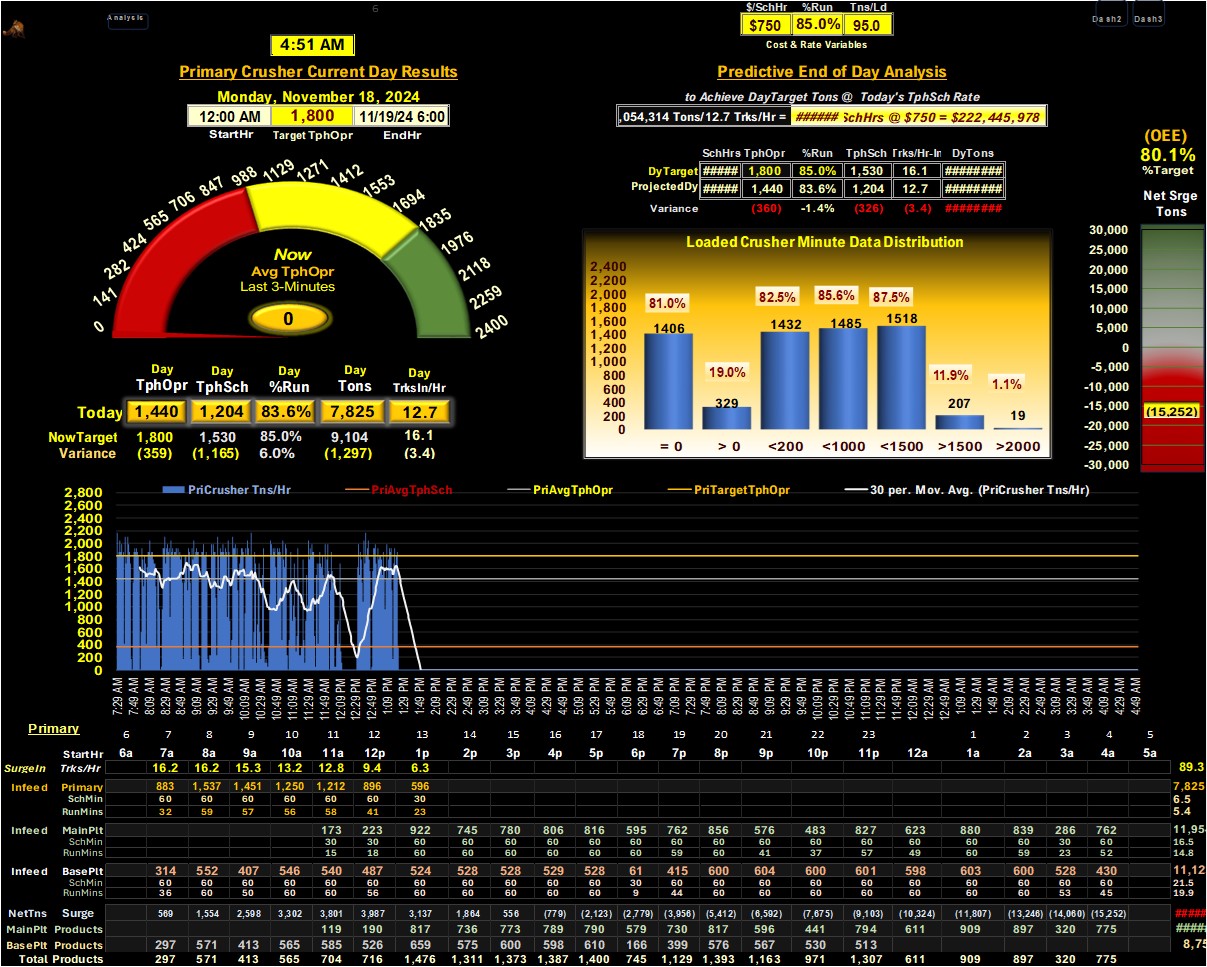 6
Analysis
$/SchHr %Run Tns/Ld
$750 85.0% 95.0
Cost & Rate Variables
Dash2 Dash3
4:51 AM
Primary Crusher Current Day Results
Monday, November 18, 2024
12:00 AM 1,800 11/19/24 6:00
StartHr Target TphOpr EndHr
0 141 282 424 565 706 847 988 1129 1271 1412 1553 1694 1835 1976 2118 2259 2400
Now
Avg TphOpr
Last 3-Minutes
0
Day Day Day Day Day
TphOpr TphSch %Run Tons TrksIn/Hr
Today 1,440 1,204 83.6% 7,825 12.7
NowTarget 1,800 1,530 85.0% 9,104 16.1
Variance (359) (1,165) 6.0% (1,297) (3.4)
Predictive End of Day Analysis
to Achieve DayTarget Tons @ Today's TphSch Rate
,054,314 Tons/12.7 Trks/Hr = ###### SchHrs @ $750 = $222,445,978
SchHrs TphOpr %Run TphSch Trks/Hr-In DyTons
DyTarget ##### 1,800 85.0% 1,530 16.1 ########
ProjectedDy ##### 1,440 83.6% 1,204 12.7 ########
Variance (360) -1.4% (326) (3.4) ########
Loaded Crusher Minute Data Distribution
2,400
2,000
1,800
1,600
1,400
1,200
1,000
800
600
400
200
0
81.0% 19.0% 82.5% 85.6% 87.5% 11.9% 1.1%
1406 329 1432 1485 1518 207 19
= 0 > 0 <200 <1000 <1500 >1500 >2000
(OEE)
80.1%
%Target
Net Srge
Tons
30,000
25,000
20,000
15,000
10,000
5,000
0
-5,000
-10,000
-15,000
-20,000
-25,000
-30,000
(15,252)
PriCrusher Tns/Hr PriAvgTphSch PriAvgTphOpr PriTargetTphOpr 30 per. Mov. Avg. (PriCrusher Tns/Hr)
2,800
2,600
2,400
2,200
2,000
1,800
1,600
1,400
1,200
1,000
800
600
400
200
0
7:29 AM 7:49 AM 8:09 AM 8:29 AM 8:49 AM 9:09 AM 9:29 AM 9:49 AM 10:09 AM 10:29 AM 10:49 AM 11:09 AM 11:29 AM 11:49 AM 12:09 PM 12:29 PM 12:49 PM 1:09 PM 1:29 PM 1:49 PM 2:09 PM 2:29 PM 2:49 PM 3:09 PM 3:29 PM 3:49 PM 4:09 PM 4:29 PM 4:49 PM 5:09 PM 5:29 PM 5:49 PM 6:09 PM 6:29 PM 6:49 PM 7:09 PM 7:29 PM 7:49 PM 8:09 PM 8:29 PM 8:49 PM 9:09 PM 9:29 PM 9:49 PM 10:09 PM 10:29 PM 10:49 PM 11:09 PM 11:29 PM 11:49 PM 12:09 AM 12:29 AM 12:49 AM 1:09 AM 1:29 AM 1:49 AM 2:09 AM 2:29 AM 2:49 AM 3:09 AM 3:29 AM 3:49 AM 4:09 AM 4:29 AM 4:49 AM
Primary
6 7 8 9 10 11 12 13 14 15 16 17 18 19 20 21 22 23 1 2 3 4 5
StartHr 6a 7a 8a 9a 10a 11a 12p 1p 2p 3p 4p 5p 6p 7p 8p 9p 10p 11p 12a 1a 2a 3a 4a 5a
SurgeIn Trks/Hr 16.2 16.2 15.3 13.2 12.8 9.4 6.3 89.3
Infeed Primary 883 1,537 1,451 1,250 1,212 896 596 7,825
SchMin 60 60 60 60 60 60 30 6.5
RunMins 32 59 57 56 58 41 23 5.4
Infeed MainPlt 173 223 922 745 780 806 816 595 762 856 576 483 827 623 880 839 286 762 11,95
SchMin 30 30 60 60 60 60 60 60 60 60 60 60 60 60 60 60 30 60 16.5
RunMins 15 18 60 60 60 60 60 60 59 60 41 37 57 49 60 59 23 52 14.8
Infeed BasePlt 314 552 407 546 540 487 524 528 528 529 528 61 415 600 604 600 601 598 603 600 528 430 11,12
SchMin 60 60 60 60 60 60 60 60 60 60 60 30 60 60 60 60 60 60 60 60 60 60 21.5
RunMins 36 60 60 60 60 60 60 60 60 60 60 9 44 60 60 60 60 60 60 60 53 45 19.9
NetTns Surge 569 1,554 2,598 3,302 3,801 3,987 3,137 1,864 556 (779) (2,123) (2,779) (3,956) (5,412) (6,592) (7,675) (9,103) (10,324) (11,807) (13,246) (14,060) (15,252) #####
MainPlt Products 119 190 817 736 773 789 790 579 730 817 596 441 794 611 909 897 320 775 #####
BasePlt Products 297 571 413 565 585 526 659 575 600 598 610 166 399 576 567 530 513 8,75
Total Products 297 571 413 565 704 716 1,476 1,311 1,373 1,387 1,400 745 1,129 1,393 1,163 971 1,307 611 909 897 320 775